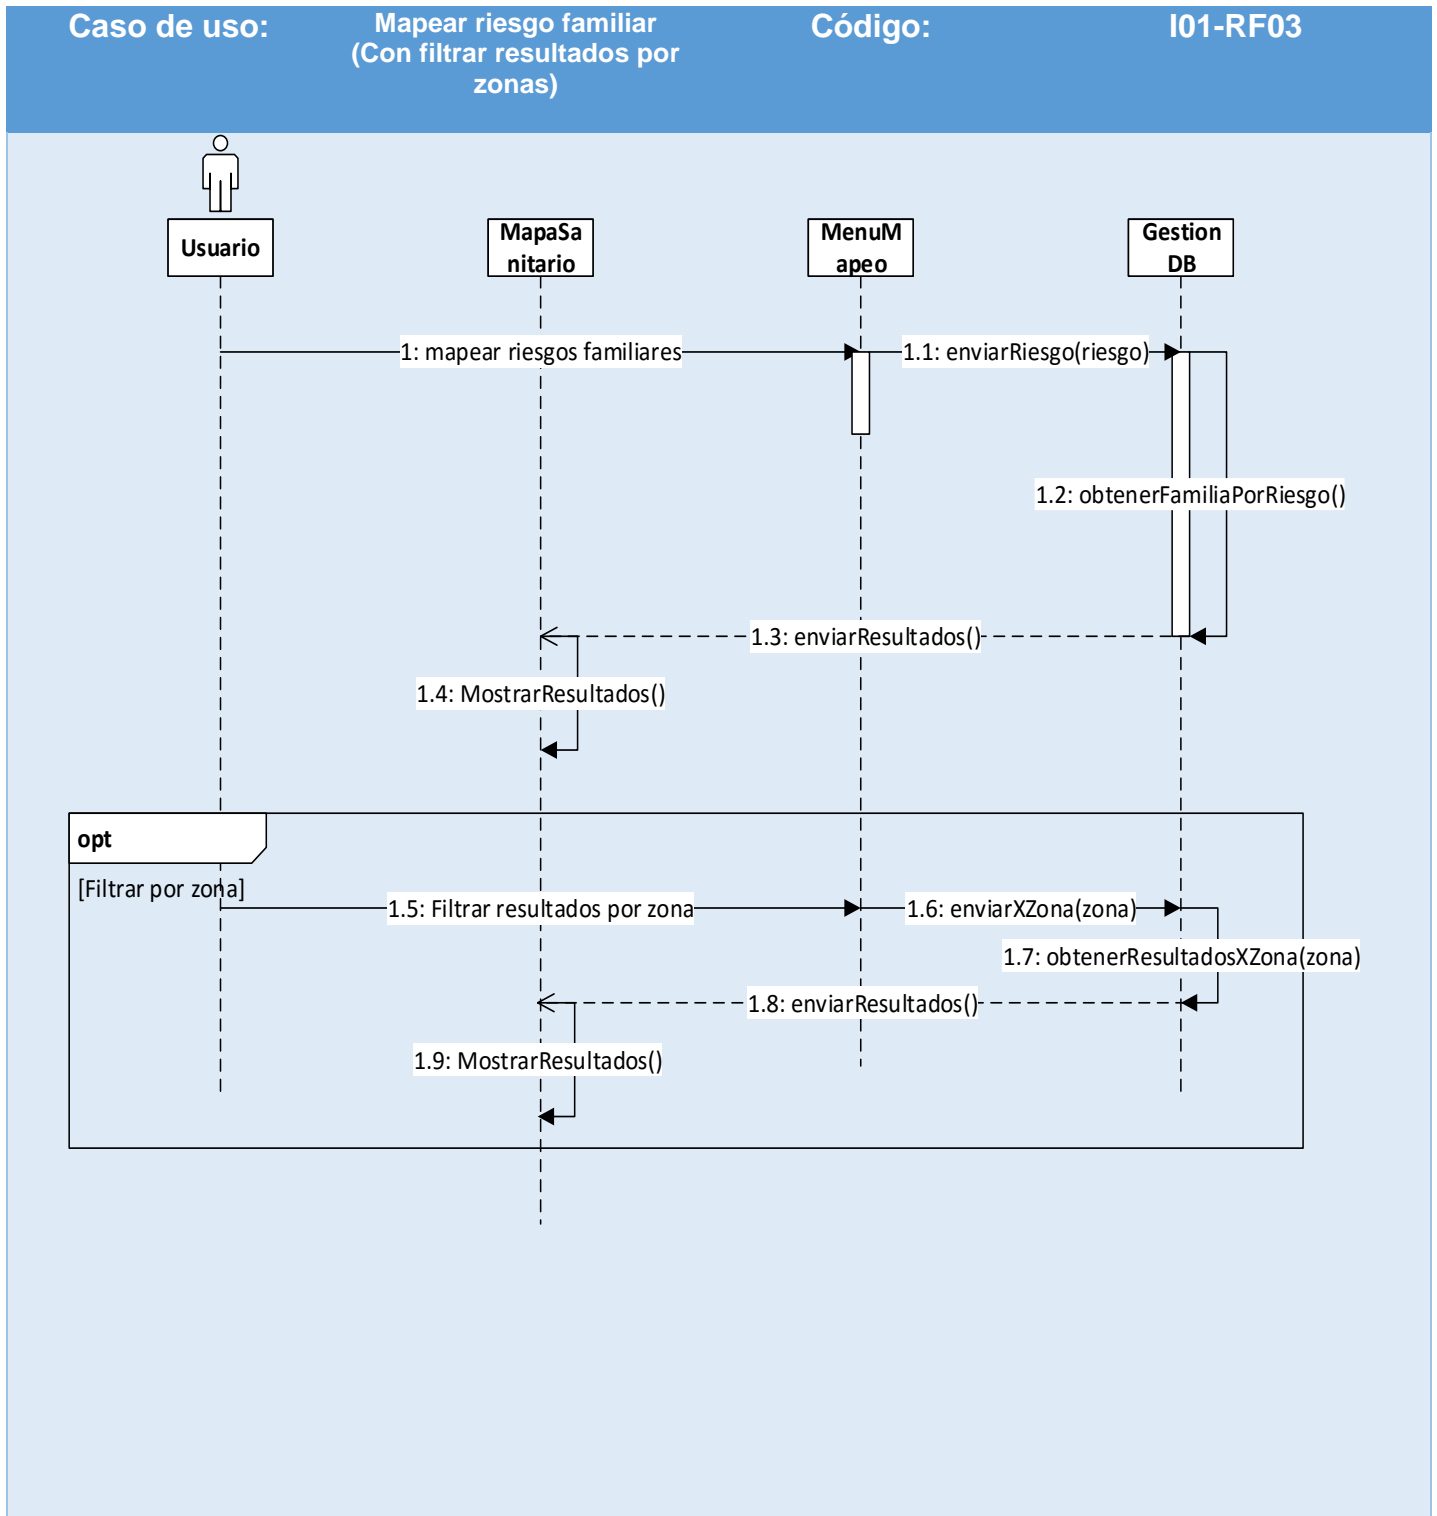 Caso de uso:
Mapear riesgo familiar
(Con filtrar resultados por
zonas)
Código:
I01-RF03
Usuario
MapaSa
nitario
MenuM
apeo
Gestion
DB
1: mapear riesgos familiares
1.1: enviarRiesgo(riesgo)
1.2: obtenerFamiliaPorRiesgo()
1.3: enviarResultados()
1.4: MostrarResultados()
opt
[Filtrar por zona]
1.5: Filtrar resultados por zona
1.6: enviarXZona(zona)
1.7: obtenerResultadosXZona(zona)
1.8: enviarResultados()
1.9: MostrarResultados()